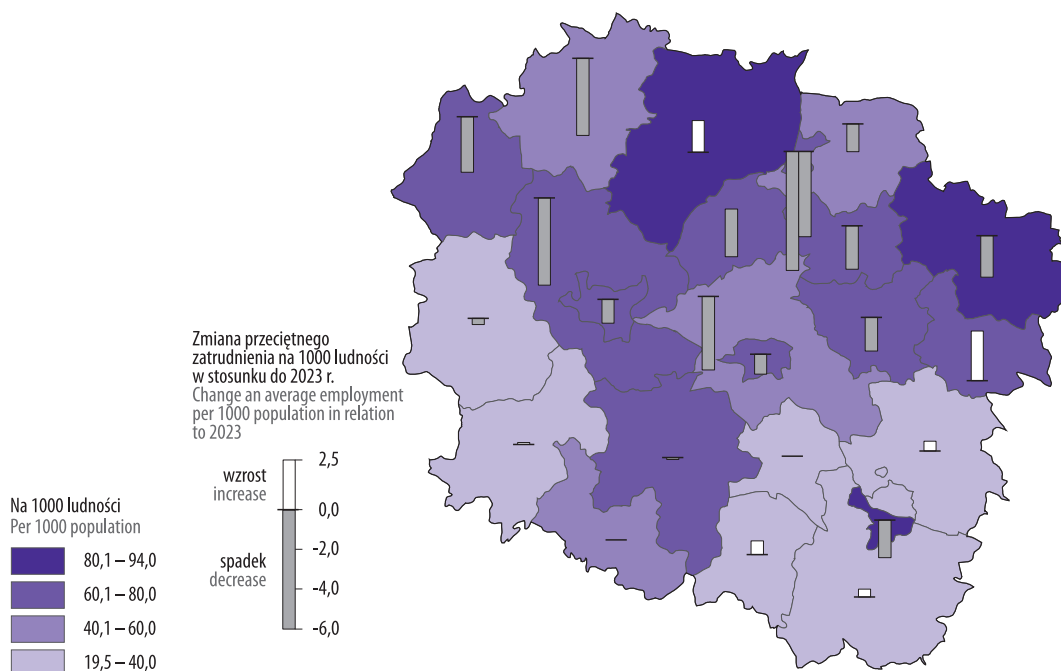 Zmiana przeciętnego
zatrudnienia na 1000 ludności
w stosunku do 2023 r.
Change an average employment
per 1000 population in relation
to 2023
wzrost
increase
spadek
decrease
2,5
0,0
-2,0
-4,0
-6,0
Na 1000 ludności
Per 1000 population
80,1 – 94,0
60,1 – 80,0
40,1 – 60,0
19,5 – 40,0